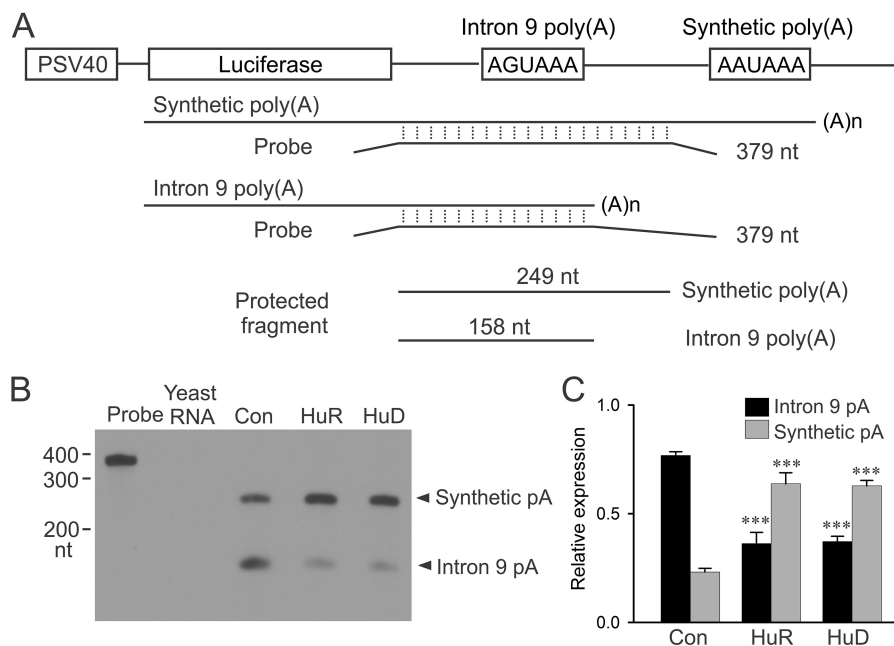 A
Intron 9 poly(A) Synthetic poly(A)
PSV40 Luciferase AGUAAA AAUAAA
Synthetic poly(A)
(A)n
Probe 379 nt
Intron 9 poly(A)
(A)n
Probe 379 nt
249 nt
Synthetic poly(A)
Protected
fragment
158 nt
Intron 9 poly(A)
B
Probe Yeast RNA Con HuR HuD
400
300
200
nt
Synthetic pA
Intron 9 pA
C
Relative expression
1.0
0.5
0.0
Intron 9 pA
Synthetic pA
*** ***
*** ***
Con HuR HuD